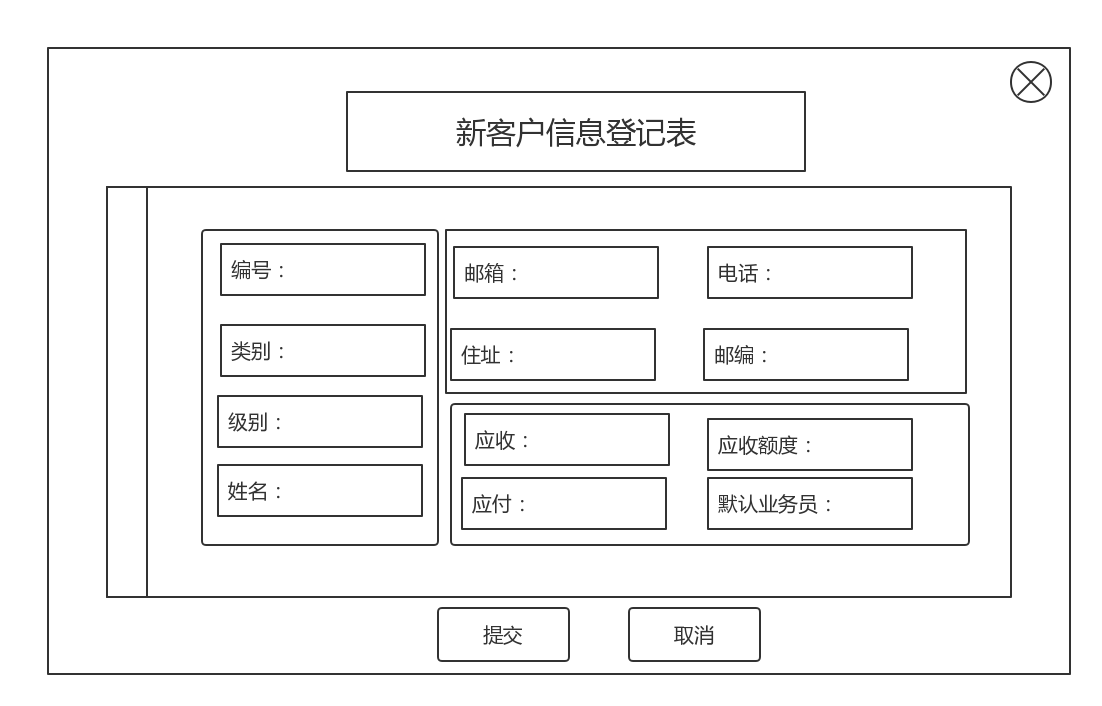 新客户信息登记表
编号：
类别：
级别：
姓名：
邮箱：
电话：
住址：
邮编：
应收：
应收额度：
应付：
默认业务员：
提交
取消